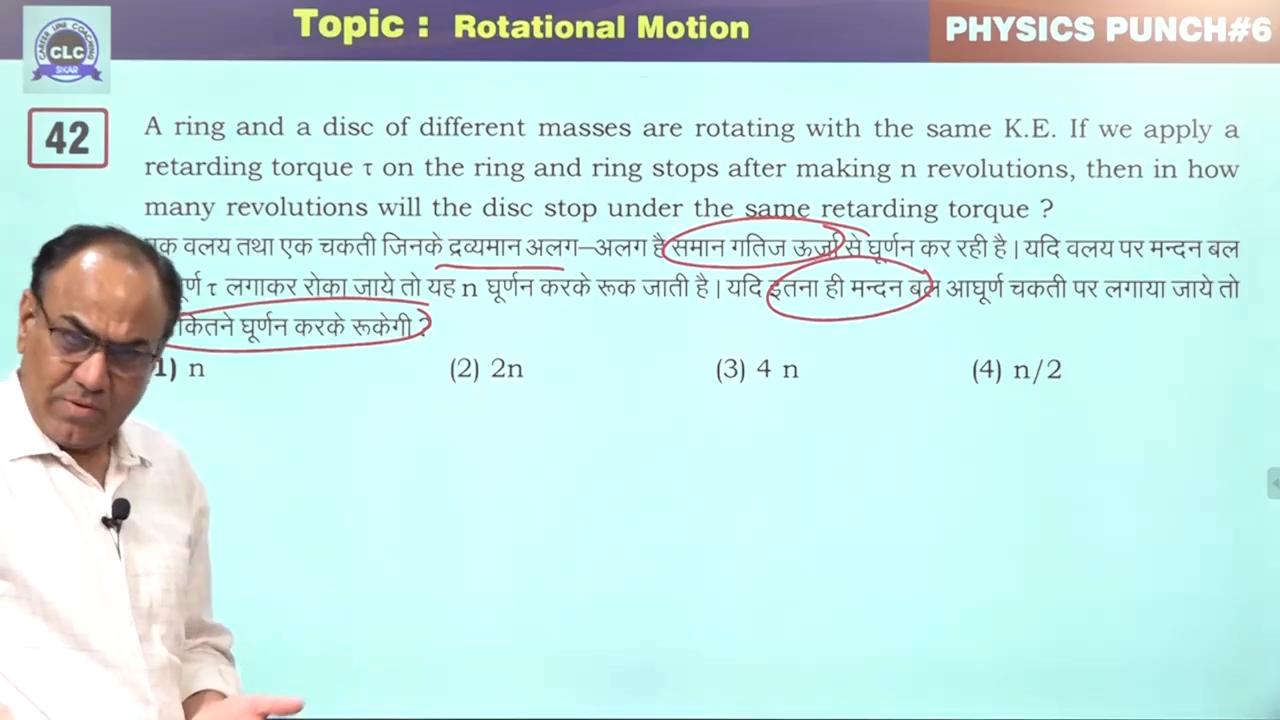 Topic : Rotational Motion
PHYSICS PUNCH#6
CAREER LINE COACHING
CLC
SIKAR
42
A ring and a disc of different masses are rotating with the same K.E. If we apply a
retarding torque τ on the ring and ring stops after making n revolutions, then in how
many revolutions will the disc stop under the same retarding torque ?
वलय तथा एक चकती जिनके द्रव्यमान अलग–अलग है समान गतिज ऊर्जा से घूर्णन कर रही है। यदि वलय पर मन्दन बल
τ लगाकर रोका जाये तो यह n घूर्णन करके रूक जाती है। यदि इतना ही मन्दन बल आघूर्ण चकती पर लगाया जाये तो
कितने घूर्णन करके रूकेगी ?
1) n (2) 2n (3) 4 n (4) n/2